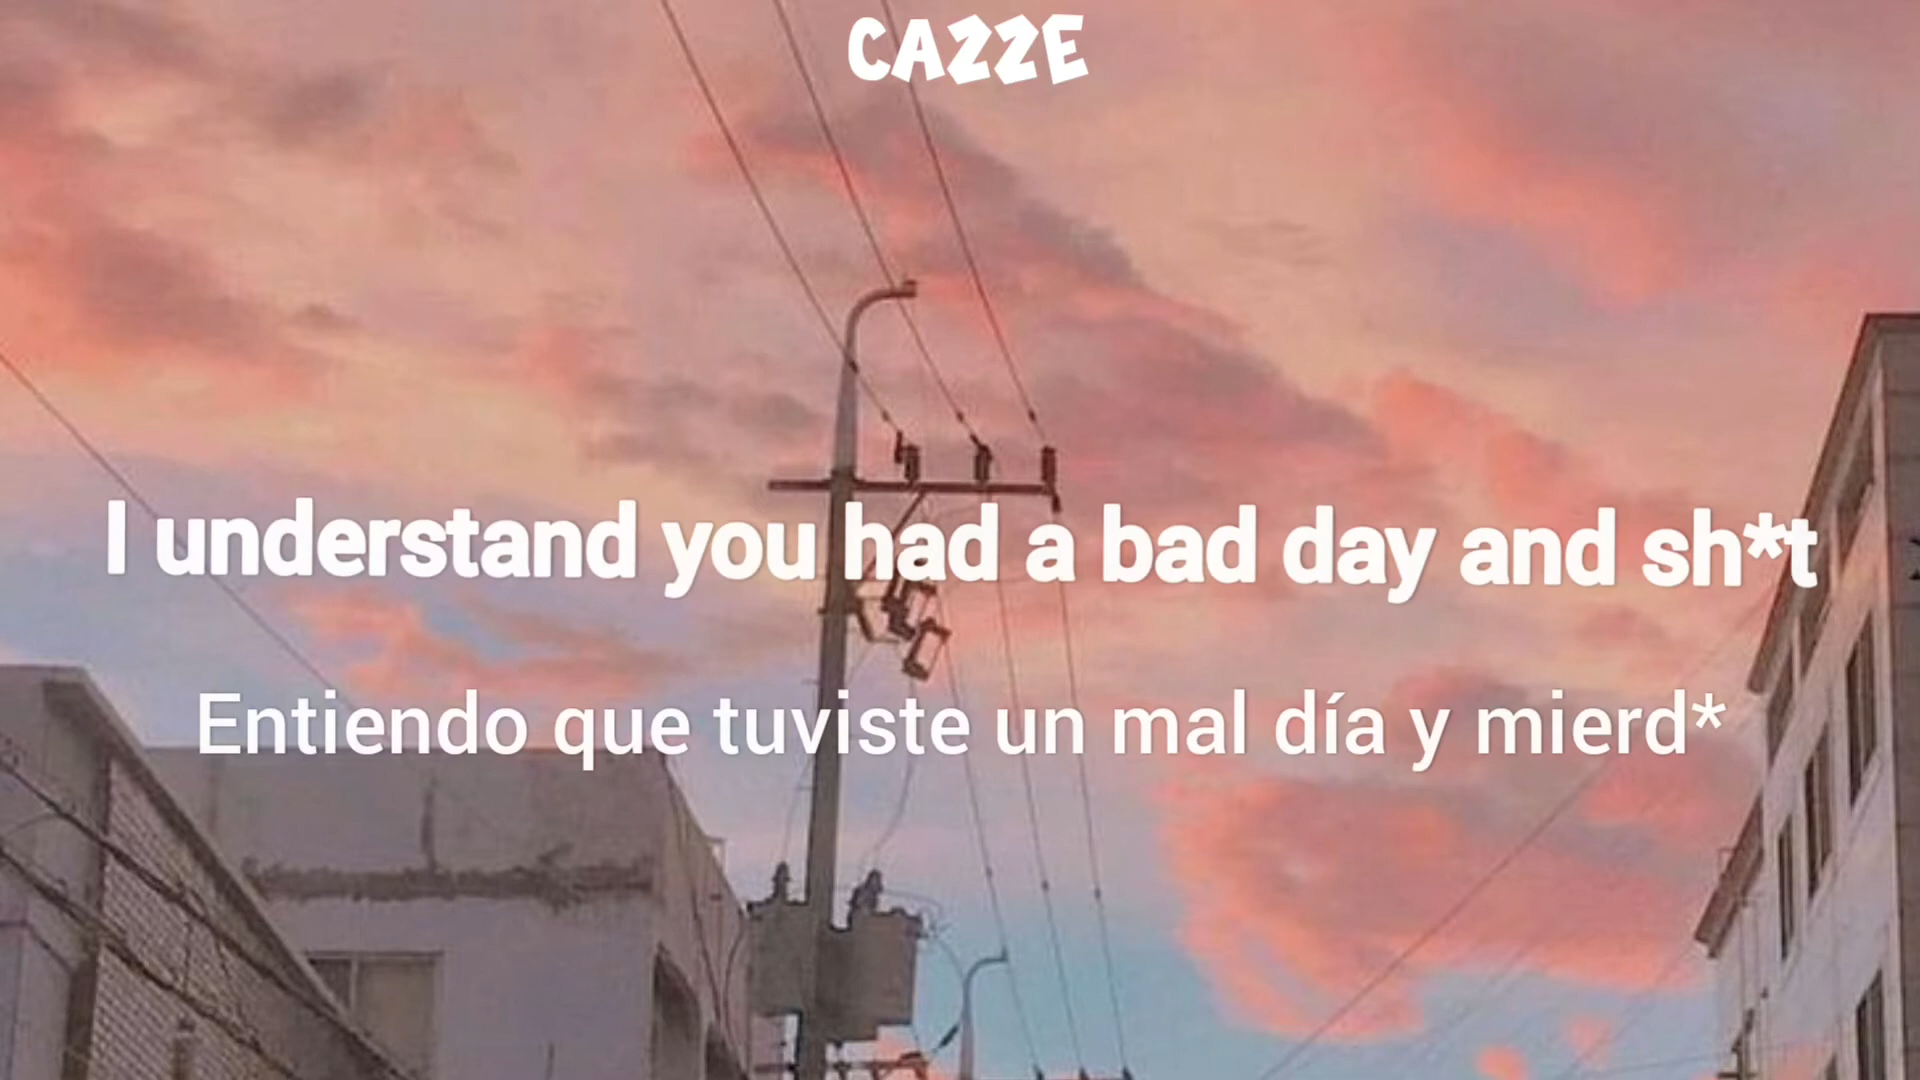 CAZZE
I understand you had a bad day and sh*t
Entiendo que tuviste un mal día y mierd*